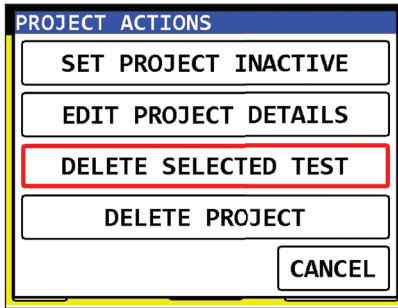 PROJECT ACTIONS
SET PROJECT INACTIVE
EDIT PROJECT DETAILS
DELETE SELECTED TEST
DELETE PROJECT
CANCEL